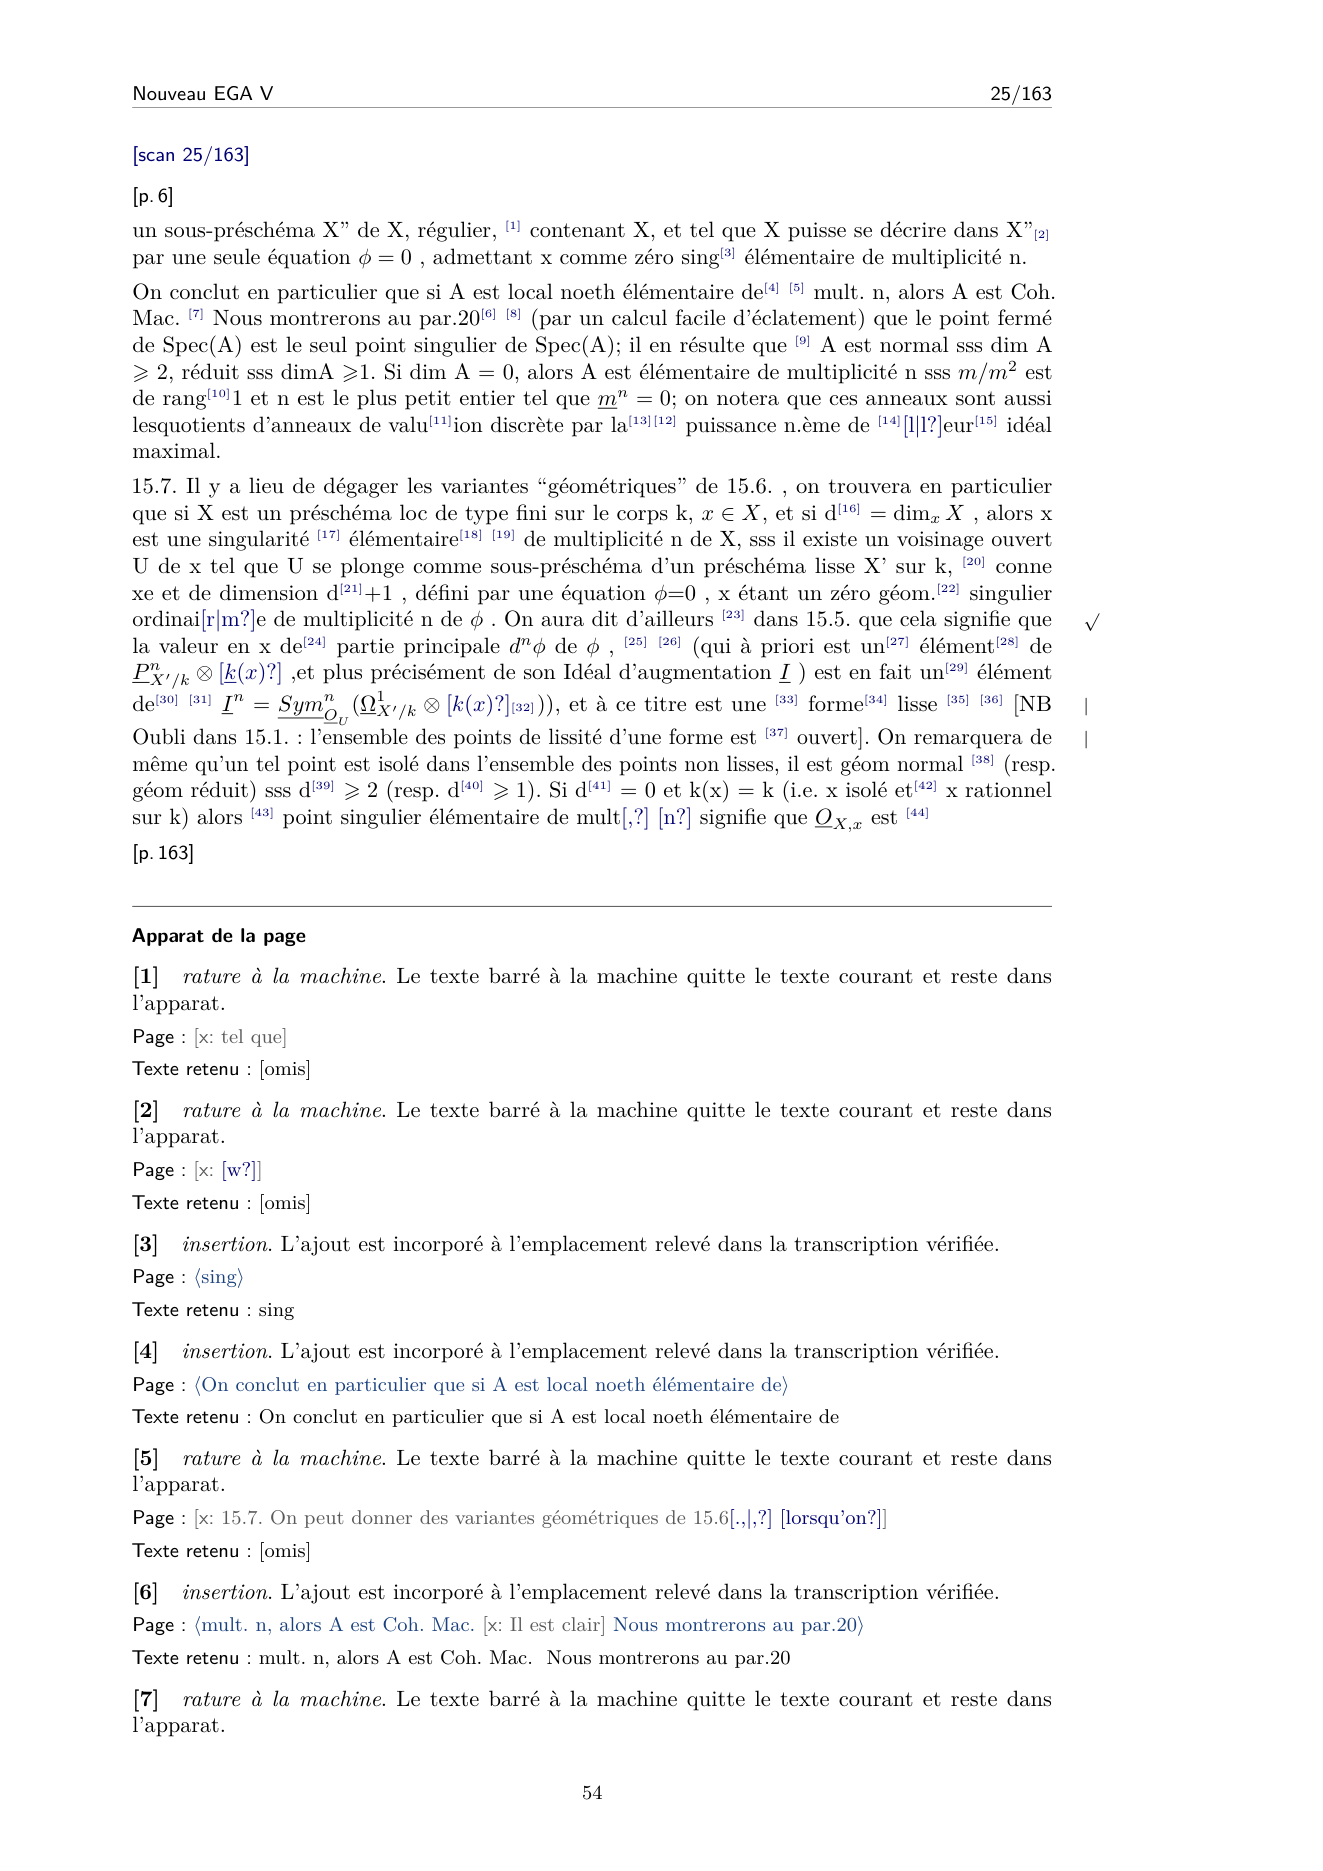 Nouveau EGA V 25/163
[scan 25/163]
[p. 6]
un sous-préschéma X” de X, régulier, [1] contenant X, et tel que X puisse se décrire dans X”[2]
par une seule équation ϕ = 0 , admettant x comme zéro sing[3] élémentaire de multiplicité n.
On conclut en particulier que si A est local noeth élémentaire de[4] [5] mult. n, alors A est Coh.
Mac. [7] Nous montrerons au par.20[6] [8] (par un calcul facile d’éclatement) que le point fermé
de Spec(A) est le seul point singulier de Spec(A); il en résulte que [9] A est normal sss dim A
⩾ 2, réduit sss dimA ⩾1. Si dim A = 0, alors A est élémentaire de multiplicité n sss m/m² est
de rang[10]1 et n est le plus petit entier tel que m̲ⁿ = 0; on notera que ces anneaux sont aussi
lesquotients d’anneaux de valu[11]ion discrète par la[13][12] puissance n.ème de [14][l|l?]eur[15] idéal
maximal.
15.7. Il y a lieu de dégager les variantes “géométriques” de 15.6. , on trouvera en particulier
que si X est un préschéma loc de type fini sur le corps k, x ∈ X, et si d[16] = dimₓ X , alors x
est une singularité [17] élémentaire[18] [19] de multiplicité n de X, sss il existe un voisinage ouvert
U de x tel que U se plonge comme sous-préschéma d’un préschéma lisse X’ sur k, [20] conne
xe et de dimension d[21]+1 , défini par une équation ϕ=0 , x étant un zéro géom.[22] singulier
ordinai[r|m?]e de multiplicité n de ϕ . On aura dit d’ailleurs [23] dans 15.5. que cela signifie que √
la valeur en x de[24] partie principale dⁿϕ de ϕ , [25] [26] (qui à priori est un[27] élément[28] de
P̲ⁿ_{X′/k} ⊗ [k̲(x)?] ,et plus précisément de son Idéal d’augmentation I̲ ) est en fait un[29] élément
de[30] [31] I̲ⁿ = S̲y̲m̲ⁿ_{O̲_U}(Ω̲¹_{X′/k} ⊗ [k(x)?][32])), et à ce titre est une [33] forme[34] lisse [35] [36] [NB |
Oubli dans 15.1. : l’ensemble des points de lissité d’une forme est [37] ouvert]. On remarquera de |
même qu’un tel point est isolé dans l’ensemble des points non lisses, il est géom normal [38] (resp.
géom réduit) sss d[39] ⩾ 2 (resp. d[40] ⩾ 1). Si d[41] = 0 et k(x) = k (i.e. x isolé et[42] x rationnel
sur k) alors [43] point singulier élémentaire de mult[,?] [n?] signifie que O̲_{X,x} est [44]
[p. 163]
Apparat de la page
[1] rature à la machine. Le texte barré à la machine quitte le texte courant et reste dans
l’apparat.
Page : [x: tel que]
Texte retenu : [omis]
[2] rature à la machine. Le texte barré à la machine quitte le texte courant et reste dans
l’apparat.
Page : [x: [w?]]
Texte retenu : [omis]
[3] insertion. L’ajout est incorporé à l’emplacement relevé dans la transcription vérifiée.
Page : ⟨sing⟩
Texte retenu : sing
[4] insertion. L’ajout est incorporé à l’emplacement relevé dans la transcription vérifiée.
Page : ⟨On conclut en particulier que si A est local noeth élémentaire de⟩
Texte retenu : On conclut en particulier que si A est local noeth élémentaire de
[5] rature à la machine. Le texte barré à la machine quitte le texte courant et reste dans
l’apparat.
Page : [x: 15.7. On peut donner des variantes géométriques de 15.6[.,|,?] [lorsqu’on?]]
Texte retenu : [omis]
[6] insertion. L’ajout est incorporé à l’emplacement relevé dans la transcription vérifiée.
Page : ⟨mult. n, alors A est Coh. Mac. [x: Il est clair] Nous montrerons au par.20⟩
Texte retenu : mult. n, alors A est Coh. Mac. Nous montrerons au par.20
[7] rature à la machine. Le texte barré à la machine quitte le texte courant et reste dans
l’apparat.
54